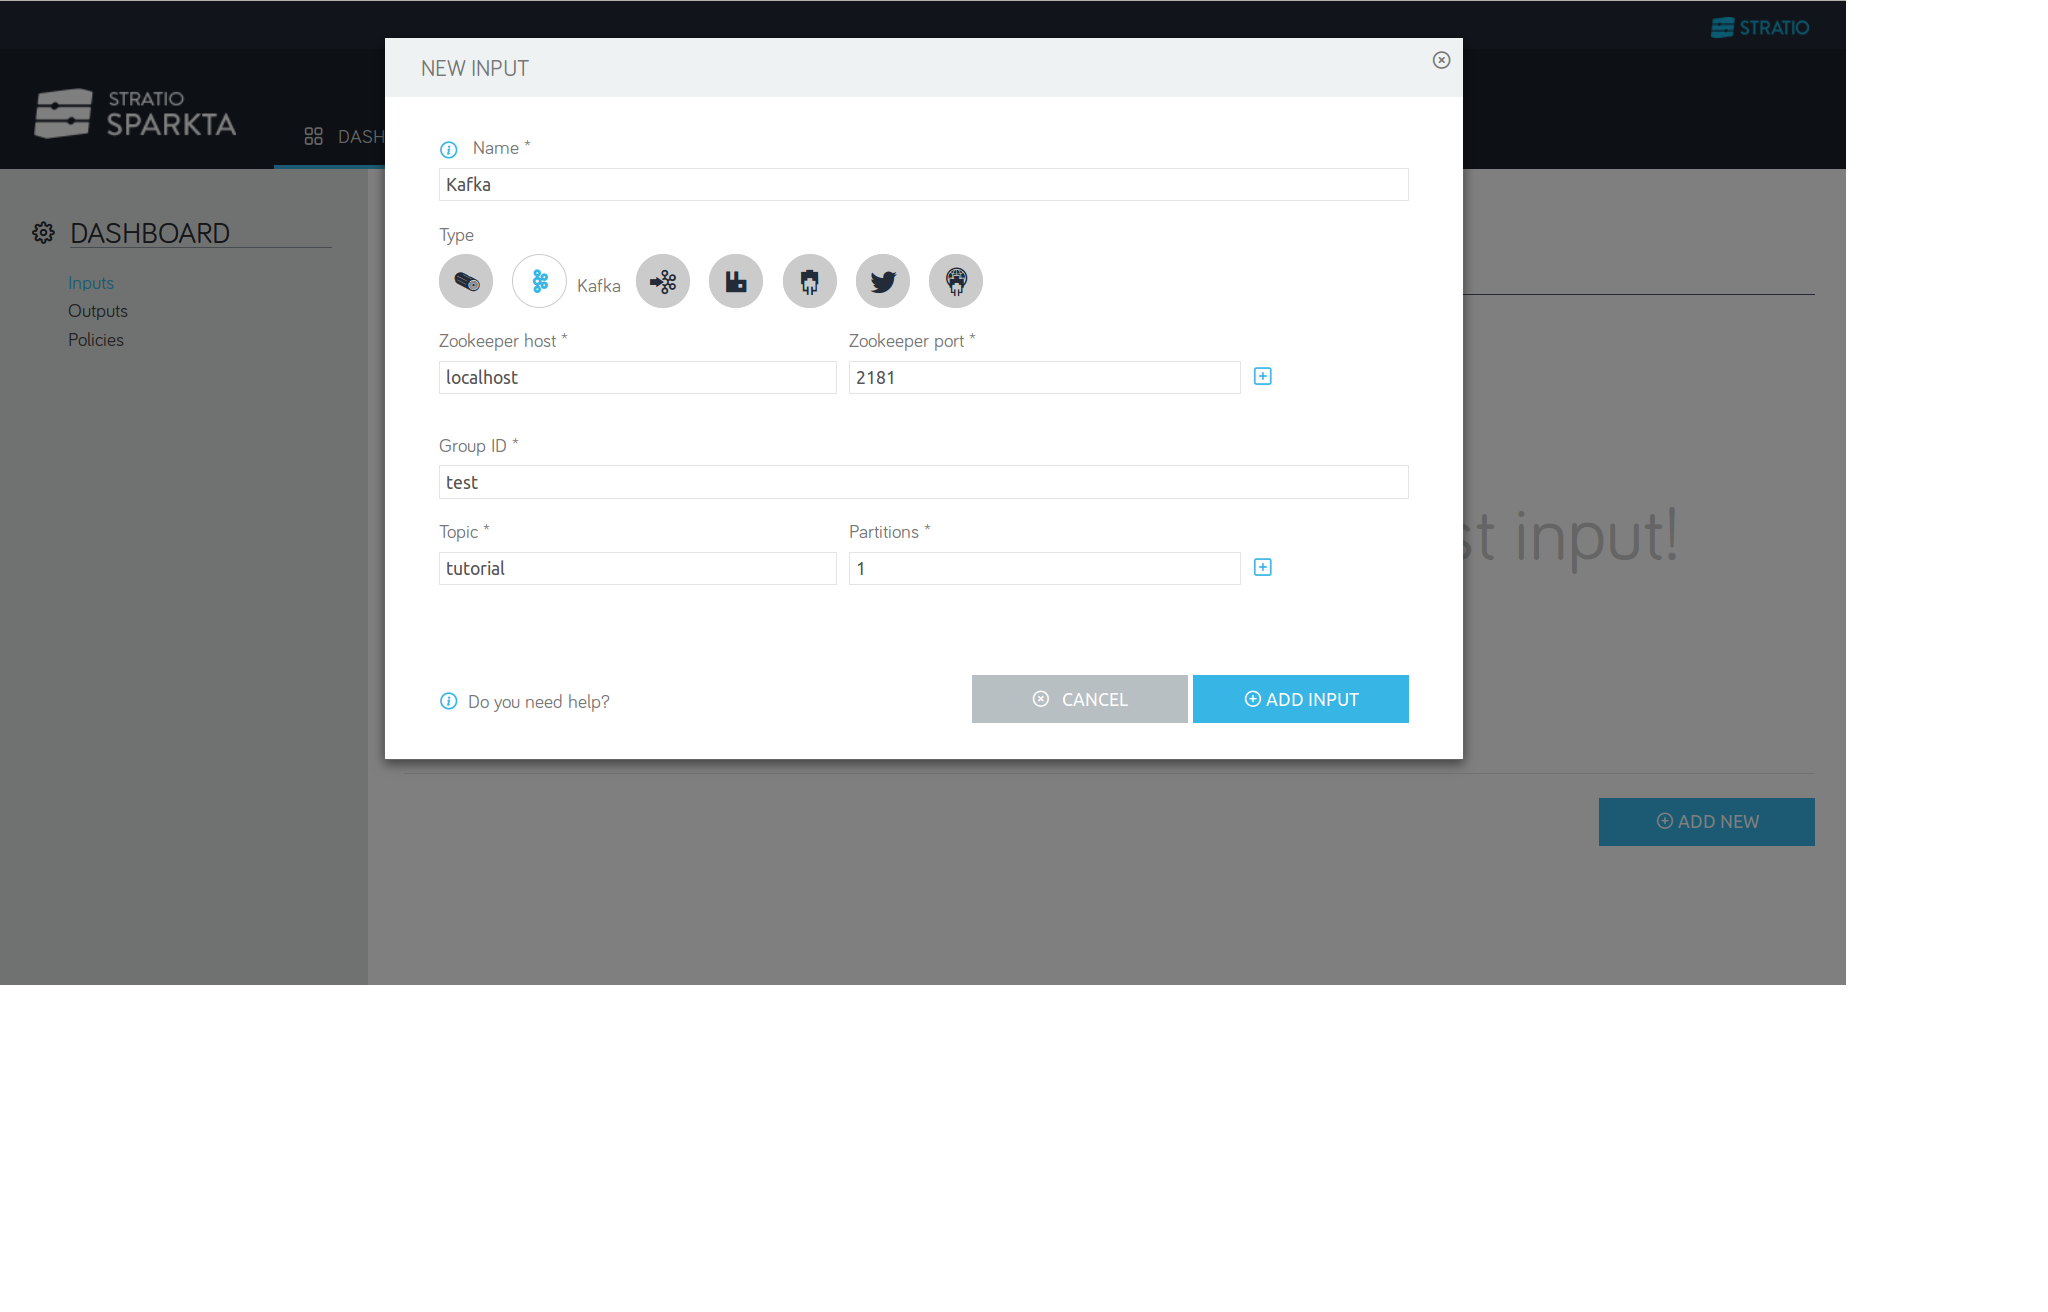 STRATIO
STRATIO
SPARKTA
DASH
NEW INPUT
DASHBOARD
Inputs
Outputs
Policies
Name *
Kafka
Type
Kafka
Zookeeper host * Zookeeper port *
localhost 2181
Group ID *
test
Topic * Partitions *
tutorial 1
st input!
Do you need help?
CANCEL ADD INPUT
ADD NEW